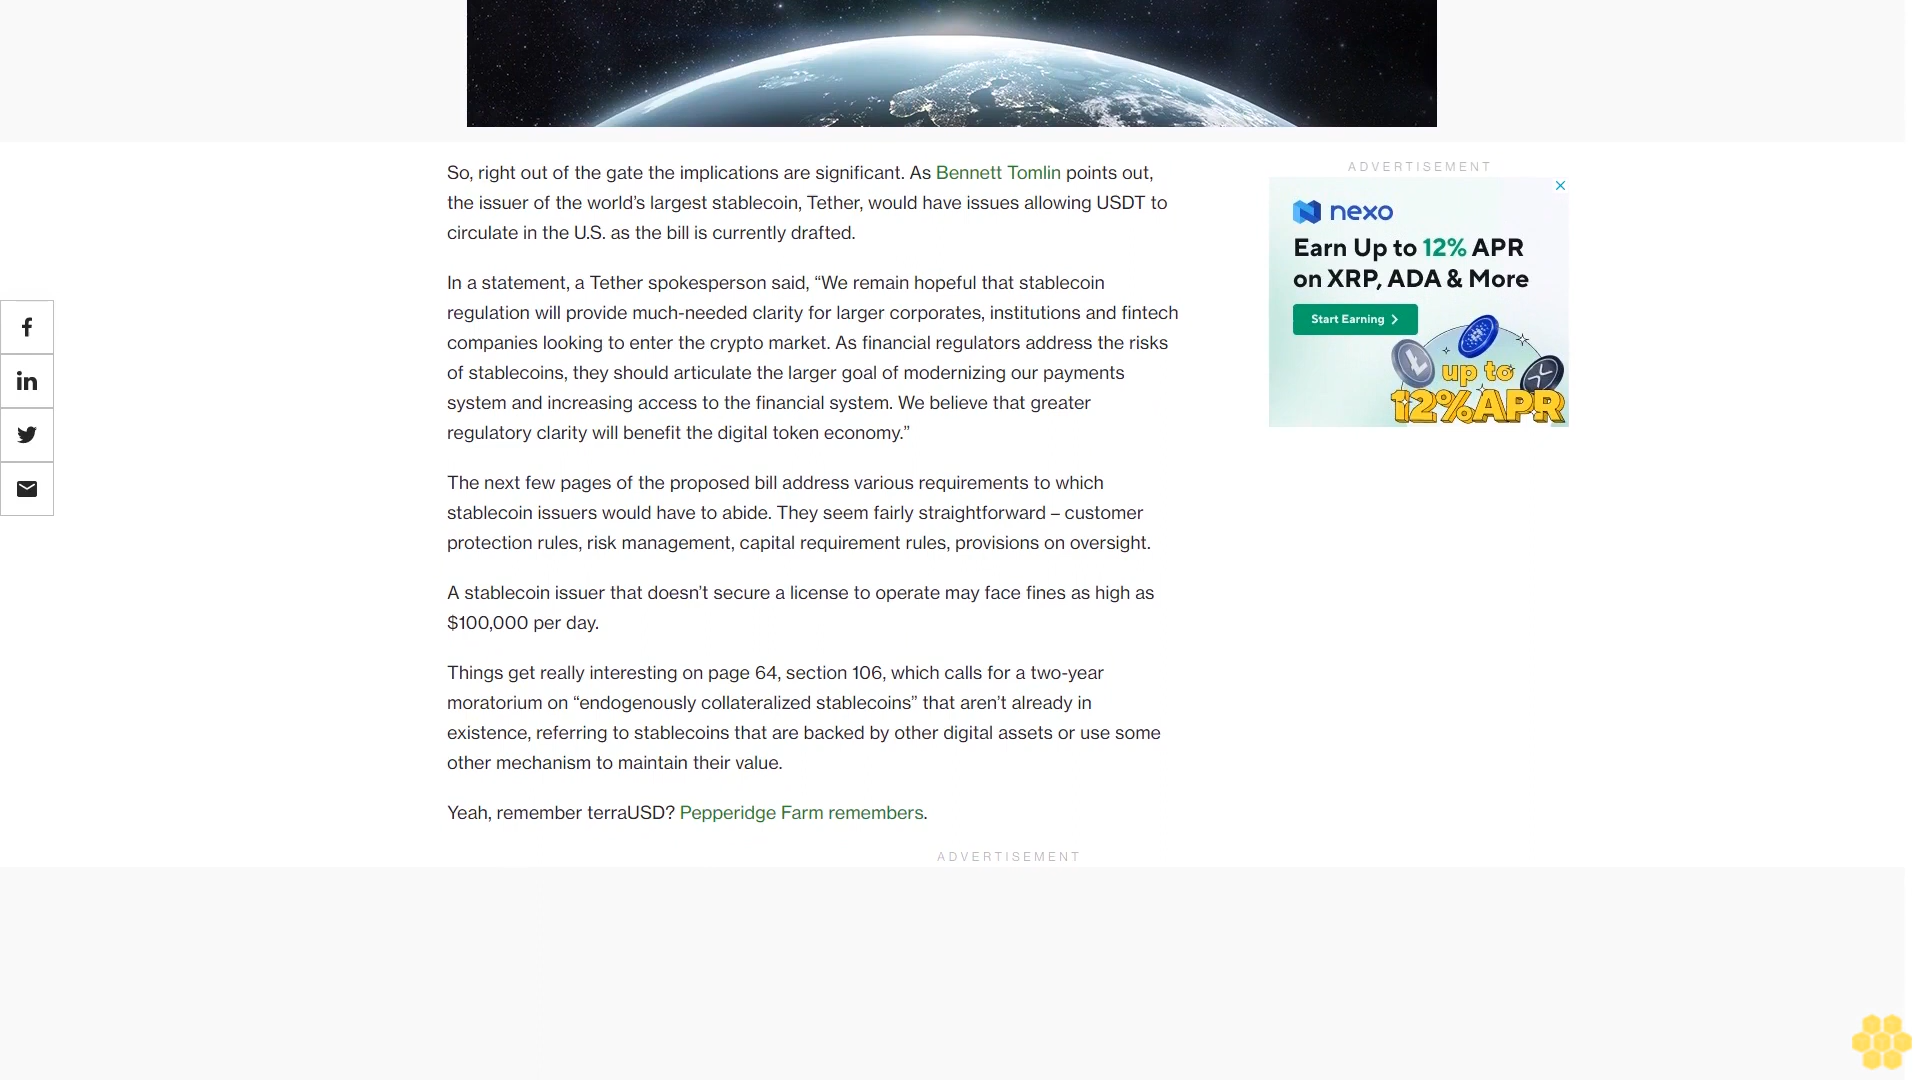 So, right out of the gate the implications are significant. As Bennett Tomlin points out,
the issuer of the world’s largest stablecoin, Tether, would have issues allowing USDT to
circulate in the U.S. as the bill is currently drafted.
In a statement, a Tether spokesperson said, “We remain hopeful that stablecoin
regulation will provide much-needed clarity for larger corporates, institutions and fintech
companies looking to enter the crypto market. As financial regulators address the risks
of stablecoins, they should articulate the larger goal of modernizing our payments
system and increasing access to the financial system. We believe that greater
regulatory clarity will benefit the digital token economy.”
The next few pages of the proposed bill address various requirements to which
stablecoin issuers would have to abide. They seem fairly straightforward – customer
protection rules, risk management, capital requirement rules, provisions on oversight.
A stablecoin issuer that doesn’t secure a license to operate may face fines as high as
$100,000 per day.
Things get really interesting on page 64, section 106, which calls for a two-year
moratorium on “endogenously collateralized stablecoins” that aren’t already in
existence, referring to stablecoins that are backed by other digital assets or use some
other mechanism to maintain their value.
Yeah, remember terraUSD? Pepperidge Farm remembers.
ADVERTISEMENT
ADVERTISEMENT
nexo
Earn Up to 12% APR
on XRP, ADA & More
Start Earning
up to
12% APR